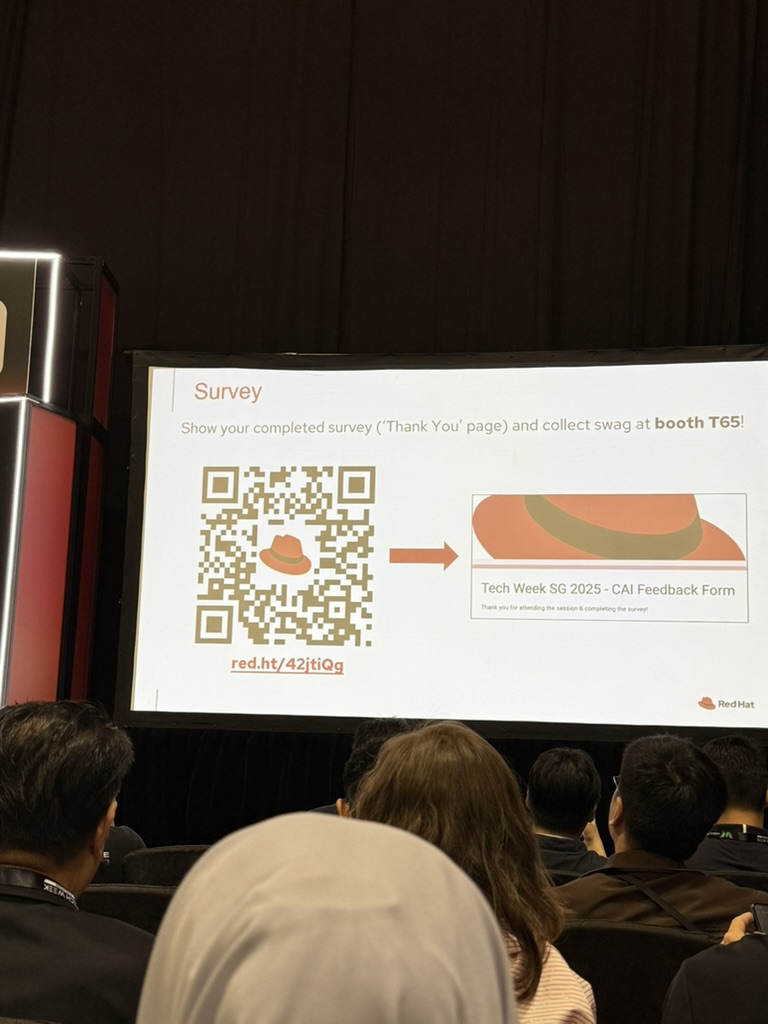 Survey
Show your completed survey ('Thank You' page) and collect swag at booth T65!
red.ht/42jtiQg
Tech Week SG 2025 - CAI Feedback Form
Thank you for attending the session & completing the survey!
Red Hat